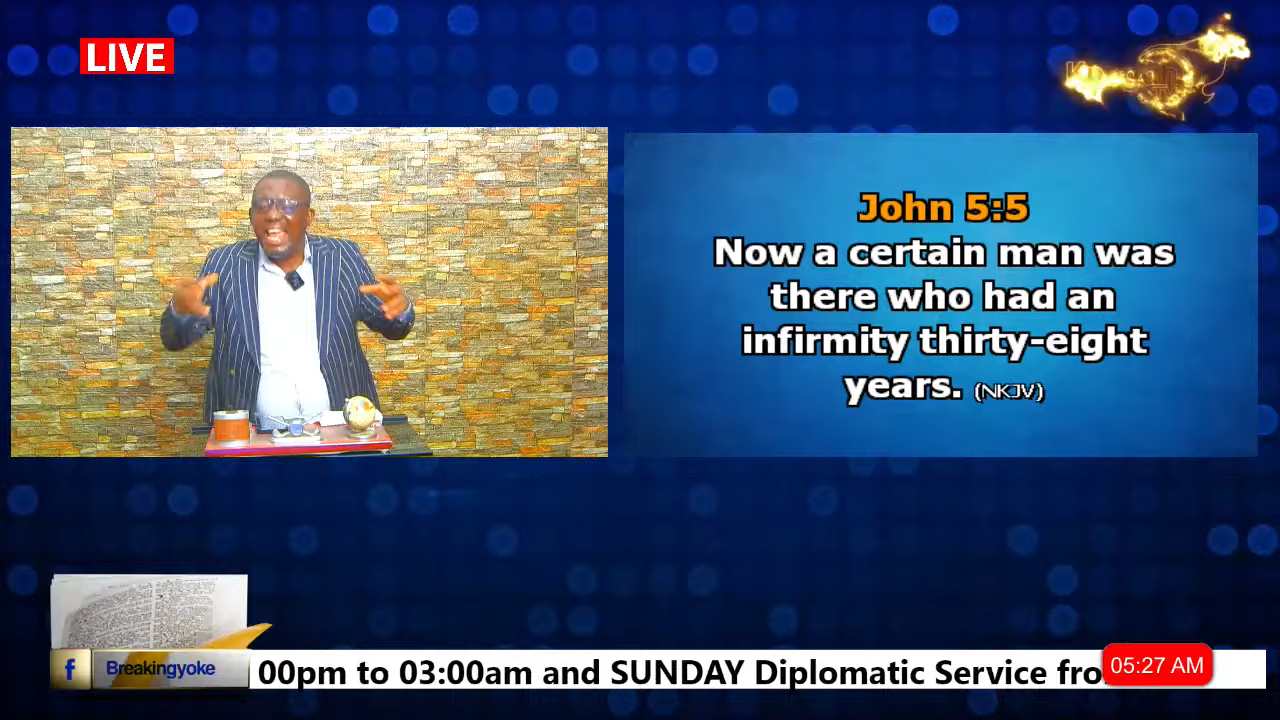 LIVE
John 5:5
Now a certain man was
there who had an
infirmity thirty-eight
years. (NKJV)
f Breakingyoke
00pm to 03:00am and SUNDAY Diplomatic Service
05:27 AM